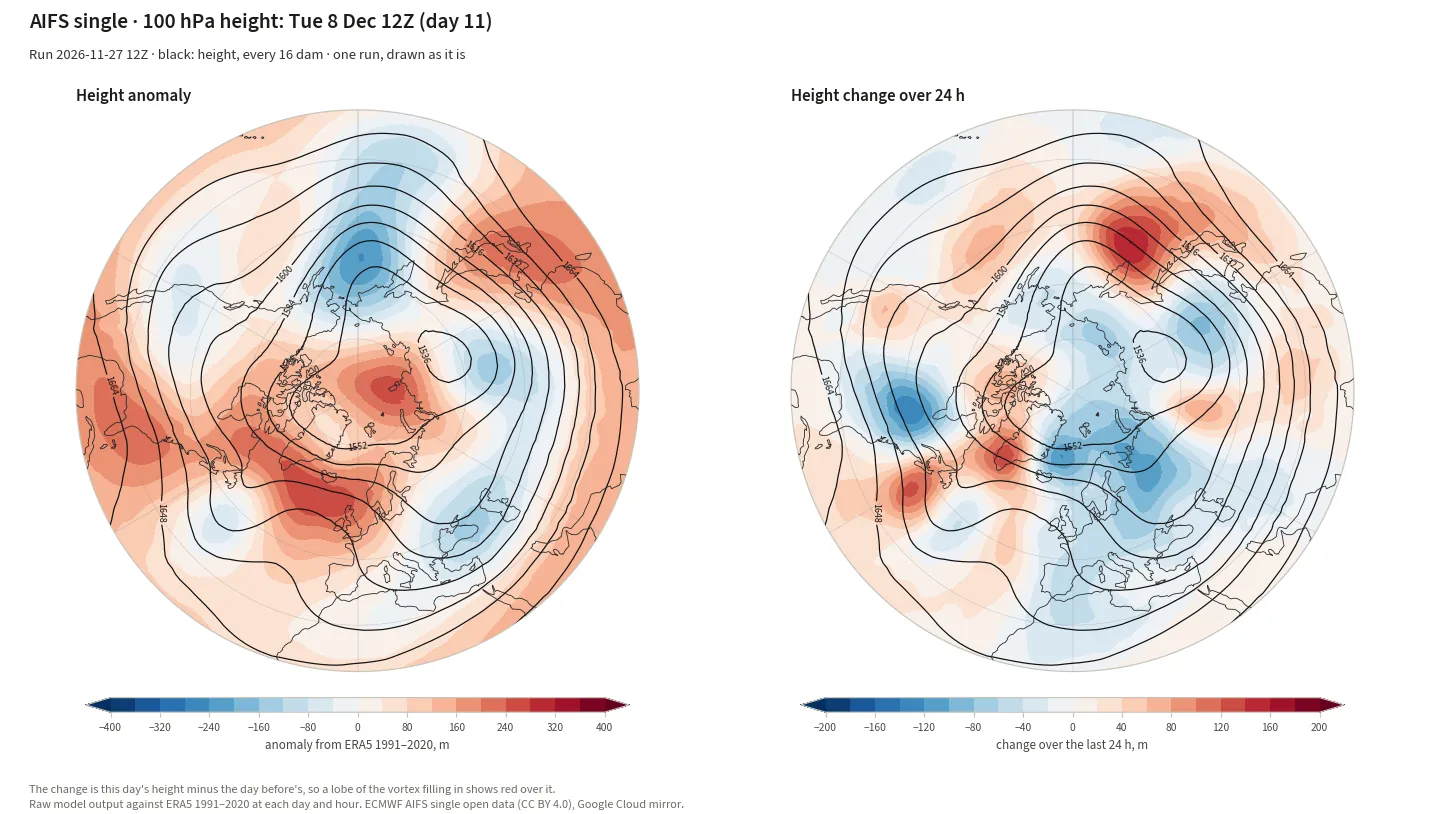 AIFS single · 100 hPa height: Tue 8 Dec 12Z (day 11)
Run 2026-11-27 12Z · black: height, every 16 dam · one run, drawn as it is
Height anomaly
Height change over 24 h
1616
1632
1664
1600
1584
1536
1664
1552
1648
1616
1632
1664
1600
1584
1536
1664
1552
1648
−400 −320 −240 −160 −80 0 80 160 240 320 400
anomaly from ERA5 1991–2020, m
−200 −160 −120 −80 −40 0 40 80 120 160 200
change over the last 24 h, m
The change is this day's height minus the day before's, so a lobe of the vortex filling in shows red over it.
Raw model output against ERA5 1991–2020 at each day and hour. ECMWF AIFS single open data (CC BY 4.0), Google Cloud mirror.